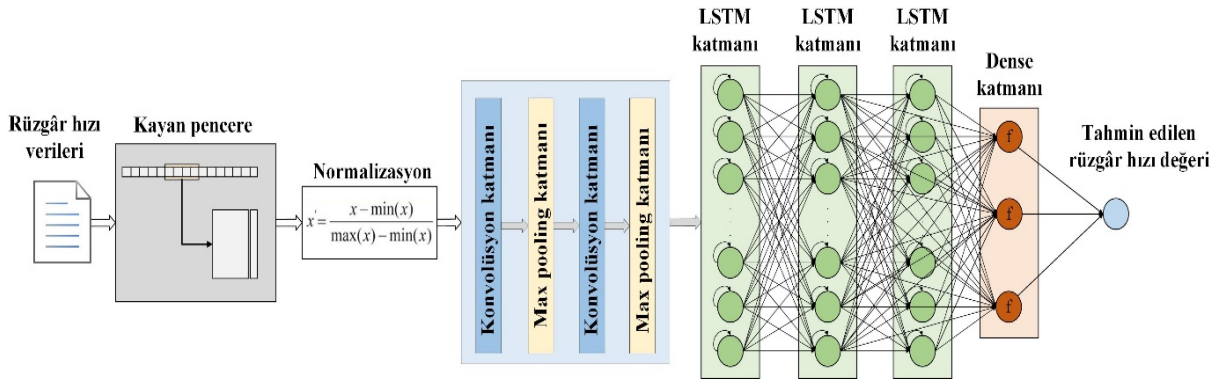 Rüzgâr hızı
verileri
Kayan pencere
Normalizasyon
x' = x − min(x) / max(x) − min(x)
Konvolüsyon katmanı
Max pooling katmanı
Konvolüsyon katmanı
Max pooling katmanı
LSTM
katmanı
LSTM
katmanı
LSTM
katmanı
Dense
katmanı
f
f
f
Tahmin edilen
rüzgâr hızı değeri